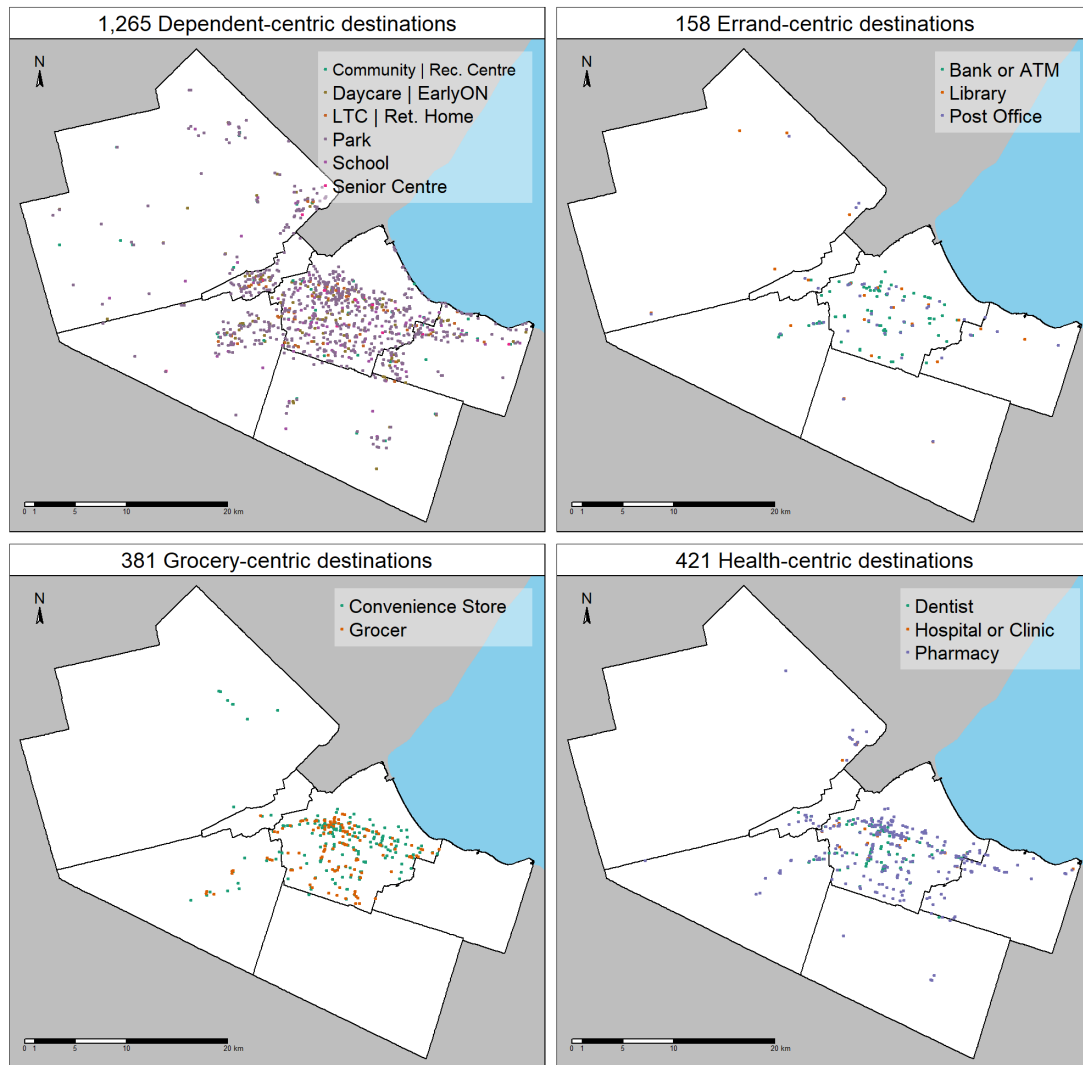 1,265 Dependent-centric destinations
N
Community | Rec. Centre
Daycare | EarlyON
LTC | Ret. Home
Park
School
Senior Centre
0 1 5 10 20 km
158 Errand-centric destinations
N
Bank or ATM
Library
Post Office
0 1 5 10 20 km
381 Grocery-centric destinations
N
Convenience Store
Grocer
0 1 5 10 20 km
421 Health-centric destinations
N
Dentist
Hospital or Clinic
Pharmacy
0 1 5 10 20 km